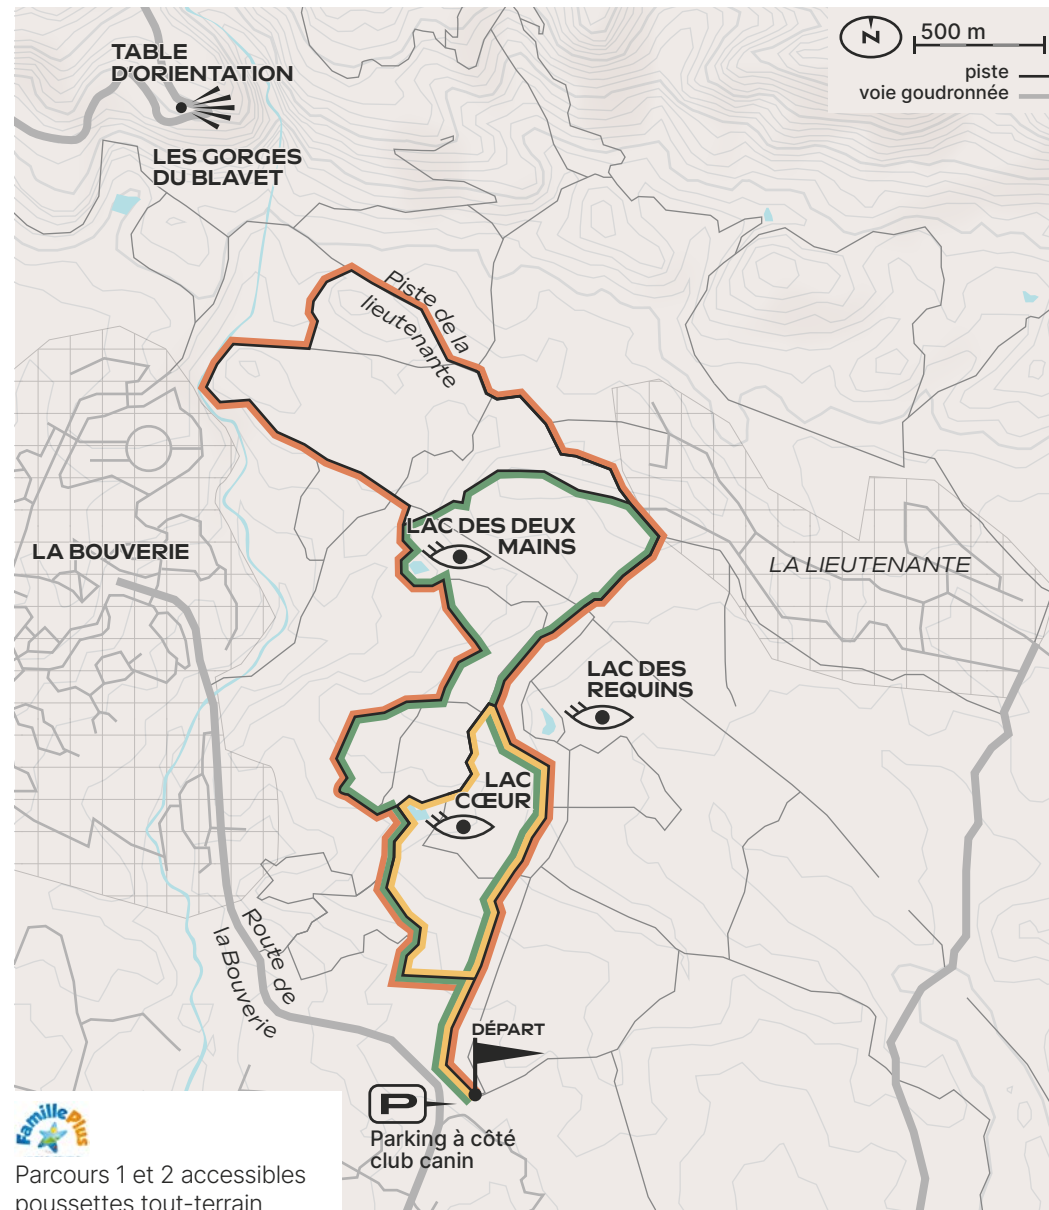 TABLE
D'ORIENTATION
LES GORGES
DU BLAVET
N
500 m
piste
voie goudronnée
Piste de la
lieutenante
LAC DES DEUX
MAINS
LA BOUVERIE
LA LIEUTENANTE
LAC DES
REQUINS
LAC
CŒUR
Route de
la Bouverie
DÉPART
P
Parking à côté
club canin
Famille Plus
Parcours 1 et 2 accessibles
poussettes tout-terrain